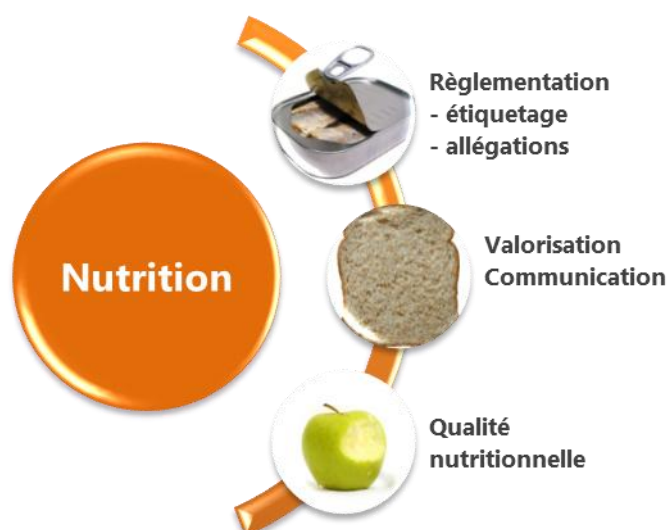 Nutrition
Règlementation
- étiquetage
- allégations
Valorisation
Communication
Qualité
nutritionnelle